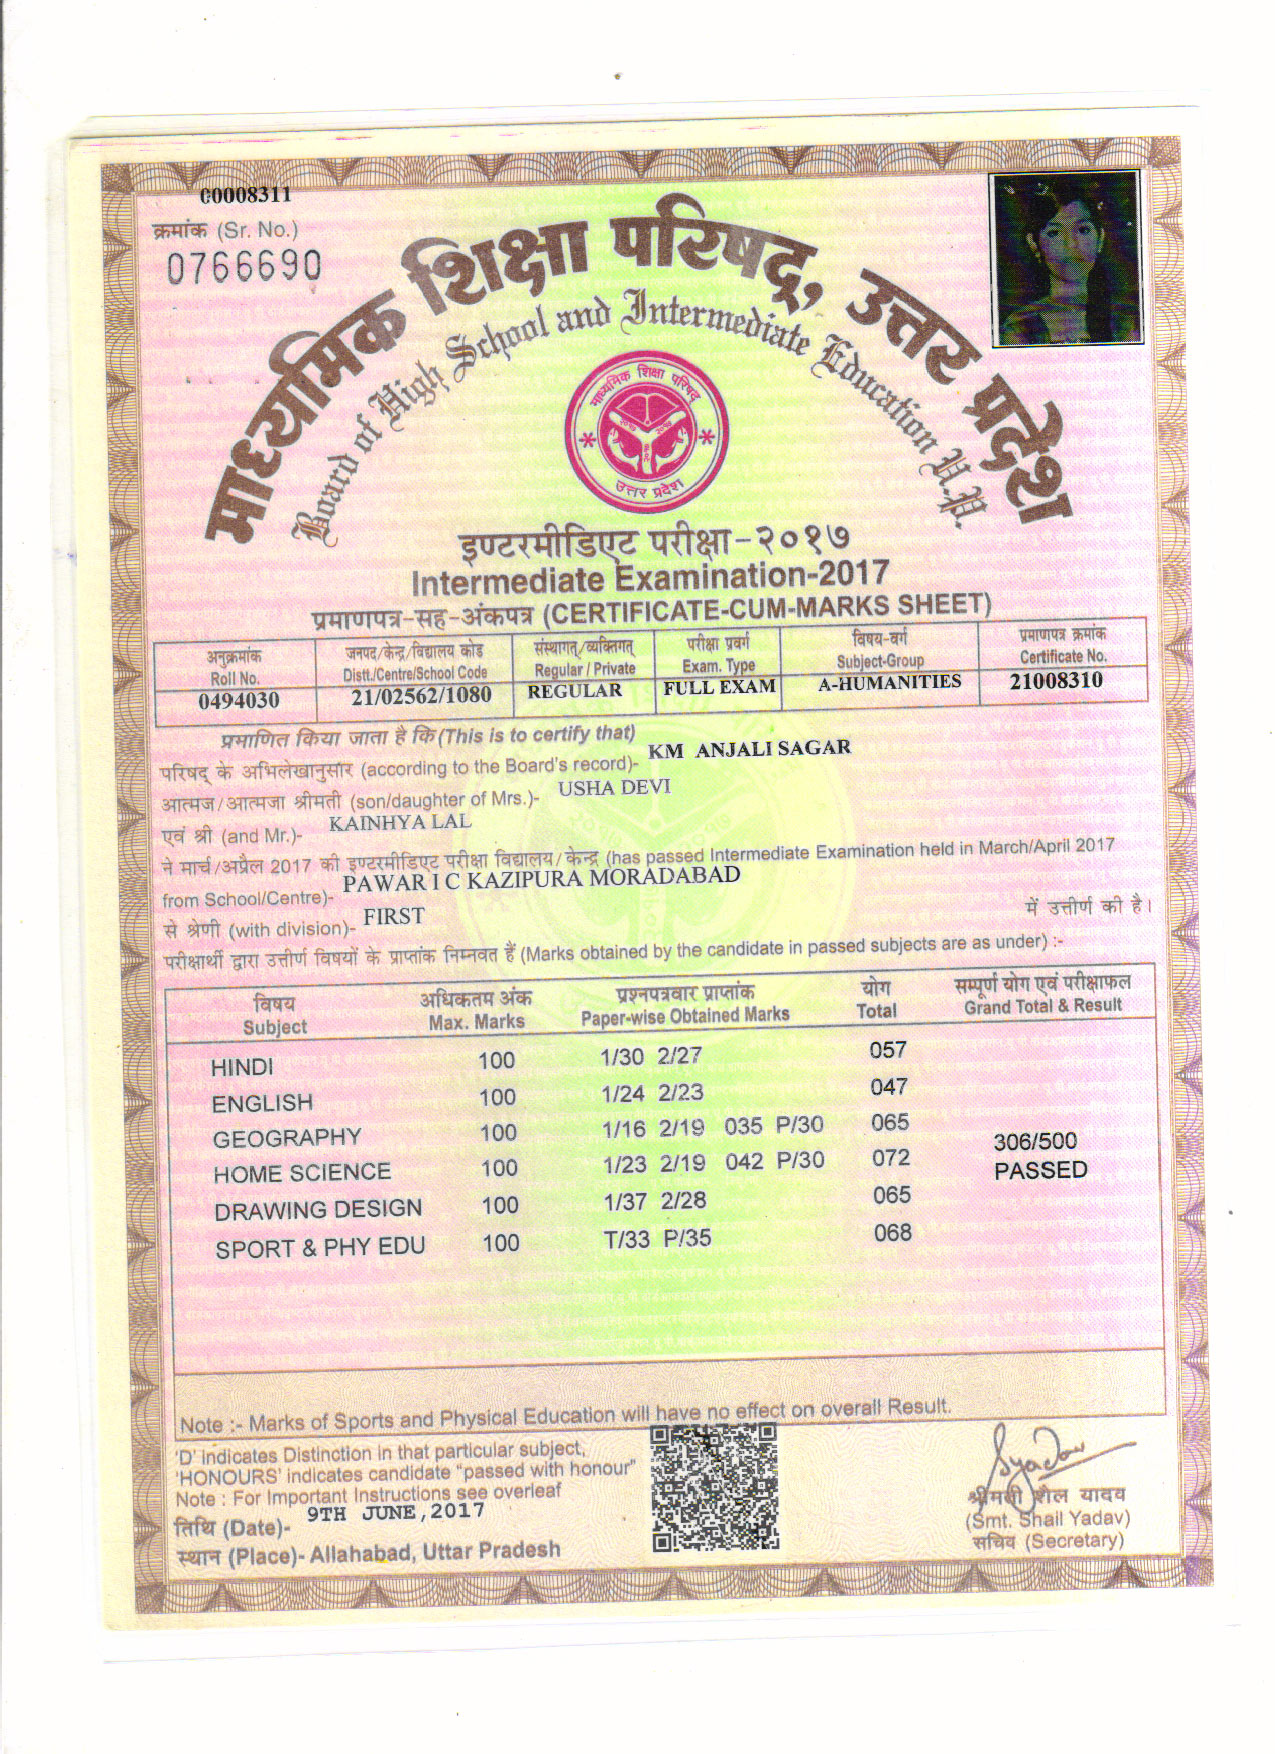 C0008311
क्रमांक (Sr. No.)
0766690
माध्यमिक शिक्षा परिषद्, उत्तर प्रदेश
Board of High School and Intermediate Education U.P.
माध्यमिक शिक्षा परिषद्
उत्तर प्रदेश
इण्टरमीडिएट परीक्षा-२०१७
Intermediate Examination-2017
प्रमाणपत्र-सह-अंकपत्र (CERTIFICATE-CUM-MARKS SHEET)
अनुक्रमांक जनपद/केन्द्र/विद्यालय कोड संस्थागत्/व्यक्तिगत् परीक्षा प्रवर्ग विषय-वर्ग प्रमाणपत्र क्रमांक
Roll No. Distt./Centre/School Code Regular / Private Exam. Type Subject-Group Certificate No.
0494030 21/02562/1080 REGULAR FULL EXAM A-HUMANITIES 21008310
प्रमाणित किया जाता है कि (This is to certify that)
परिषद् के अभिलेखानुसार (according to the Board's record)- KM ANJALI SAGAR
आत्मज/आत्मजा श्रीमती (son/daughter of Mrs.)- USHA DEVI
एवं श्री (and Mr.)- KAINHYA LAL
ने मार्च/अप्रैल 2017 की इण्टरमीडिएट परीक्षा विद्यालय/केन्द्र (has passed Intermediate Examination held in March/April 2017
from School/Centre)- PAWAR I C KAZIPURA MORADABAD
से श्रेणी (with division)- FIRST में उत्तीर्ण की है।
परीक्षार्थी द्वारा उत्तीर्ण विषयों के प्राप्तांक निम्नवत हैं (Marks obtained by the candidate in passed subjects are as under) :-
विषय अधिकतम अंक प्रश्नपत्रवार प्राप्तांक योग सम्पूर्ण योग एवं परीक्षाफल
Subject Max. Marks Paper-wise Obtained Marks Total Grand Total & Result
HINDI 100 1/30 2/27 057
ENGLISH 100 1/24 2/23 047
GEOGRAPHY 100 1/16 2/19 035 P/30 065
306/500
HOME SCIENCE 100 1/23 2/19 042 P/30 072
PASSED
DRAWING DESIGN 100 1/37 2/28 065
SPORT & PHY EDU 100 T/33 P/35 068
Note :- Marks of Sports and Physical Education will have no effect on overall Result.
'D' indicates Distinction in that particular subject,
'HONOURS' indicates candidate "passed with honour"
Note : For Important Instructions see overleaf
तिथि (Date)- 9TH JUNE,2017
स्थान (Place)- Allahabad, Uttar Pradesh
Syadav
श्रीमती शैल यादव
(Smt. Shail Yadav)
सचिव (Secretary)